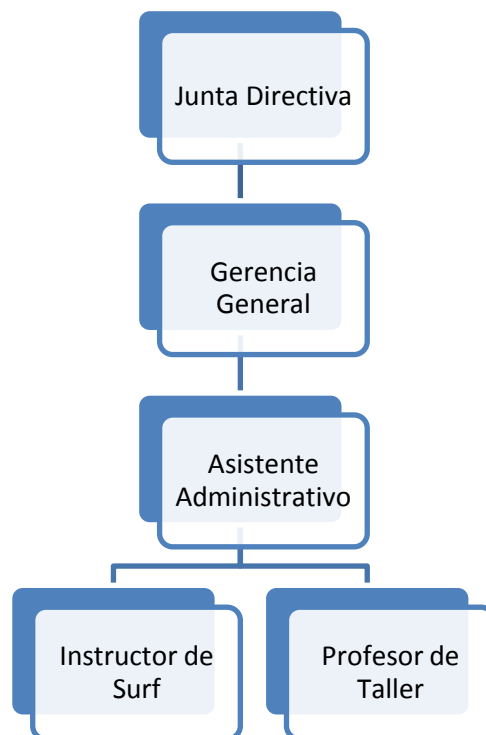 Junta Directiva
Gerencia
General
Asistente
Administrativo
Instructor de
Surf
Profesor de
Taller